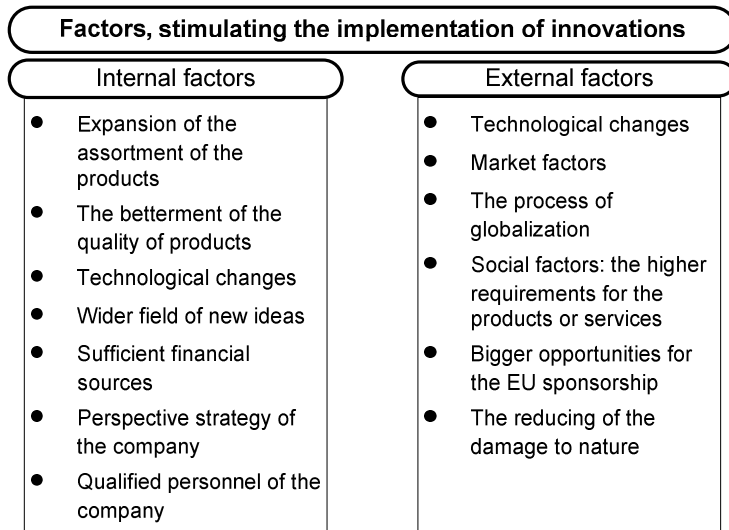 Factors, stimulating the implementation of innovations
Internal factors
● Expansion of the
assortment of the
products
● The betterment of the
quality of products
● Technological changes
● Wider field of new ideas
● Sufficient financial
sources
● Perspective strategy of
the company
● Qualified personnel of the
company
External factors
● Technological changes
● Market factors
● The process of
globalization
● Social factors: the higher
requirements for the
products or services
● Bigger opportunities for
the EU sponsorship
● The reducing of the
damage to nature